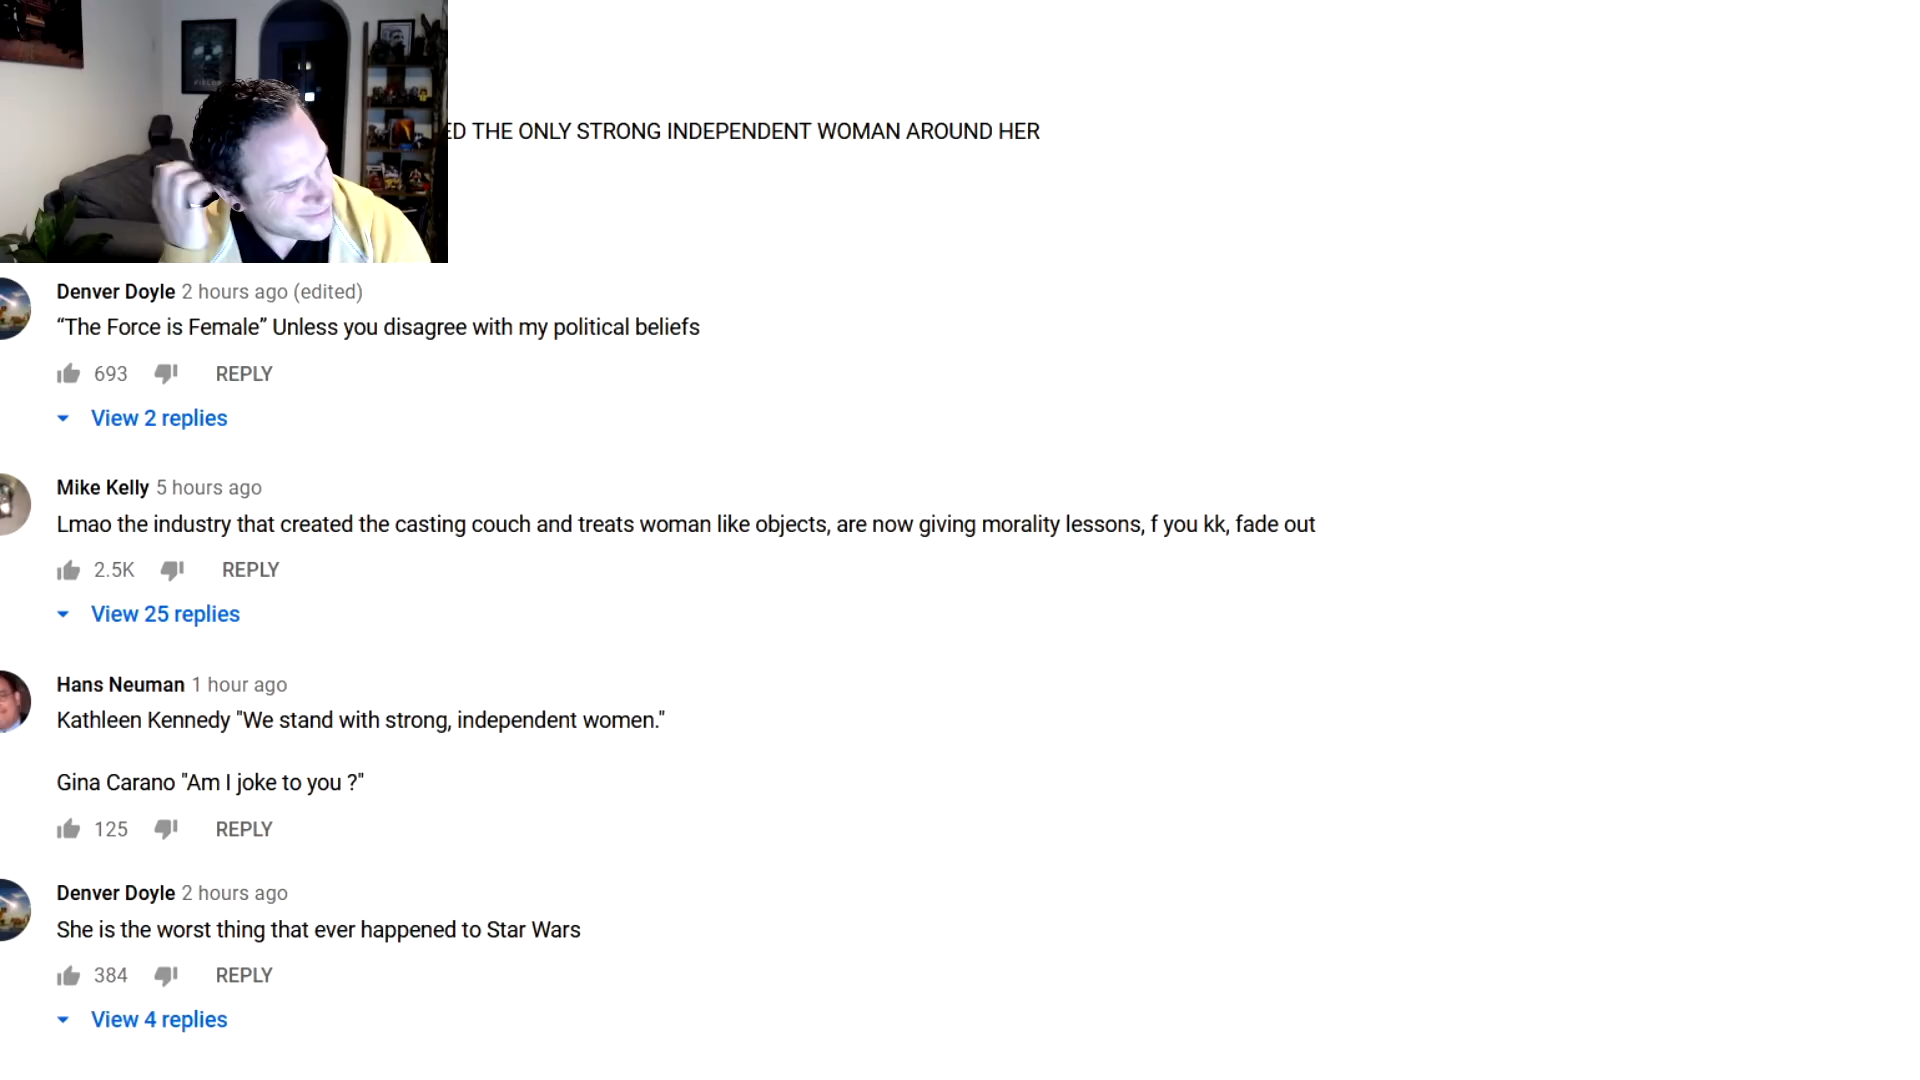 THE ONLY STRONG INDEPENDENT WOMAN AROUND HER
Denver Doyle 2 hours ago (edited)
“The Force is Female” Unless you disagree with my political beliefs
693 REPLY
View 2 replies
Mike Kelly 5 hours ago
Lmao the industry that created the casting couch and treats woman like objects, are now giving morality lessons, f you kk, fade out
2.5K REPLY
View 25 replies
Hans Neuman 1 hour ago
Kathleen Kennedy "We stand with strong, independent women."
Gina Carano "Am I joke to you ?"
125 REPLY
Denver Doyle 2 hours ago
She is the worst thing that ever happened to Star Wars
384 REPLY
View 4 replies